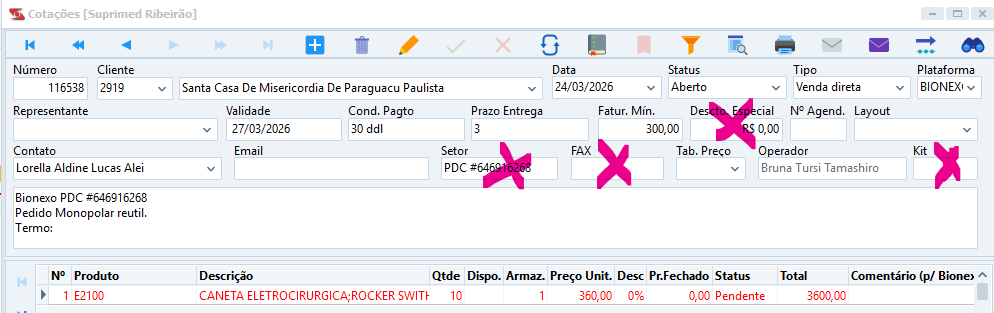 Cotações [Suprimed Ribeirão]
Número Cliente Data Status Tipo Plataforma
116538 2919 Santa Casa De Misericordia De Paraguacu Paulista 24/03/2026 Aberto Venda direta BIONEXO
Representante Validade Cond. Pagto Prazo Entrega Fatur. Mín. Descto. Especial Nº Agend. Layout
27/03/2026 30 ddl 3 300,00 R$ 0,00
Contato Email Setor FAX Tab. Preço Operador Kit
Lorella Aldine Lucas Alei PDC #646916268 Bruna Tursi Tamashiro
Bionexo PDC #646916268
Pedido Monopolar reutil.
Termo:
Nº Produto Descrição Qtde Dispo. Armaz. Preço Unit. Desc Pr.Fechado Status Total Comentário (p/ Bionex
1 E2100 CANETA ELETROCIRURGICA;ROCKER SWITH 10 1 360,00 0% 0,00 Pendente 3600,00